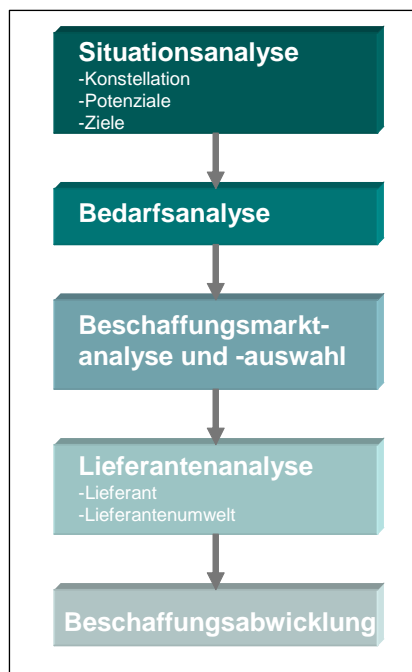 Situationsanalyse
-Konstellation
-Potenziale
-Ziele
Bedarfsanalyse
Beschaffungsmarkt-
analyse und -auswahl
Lieferantenanalyse
-Lieferant
-Lieferantenumwelt
Beschaffungsabwicklung